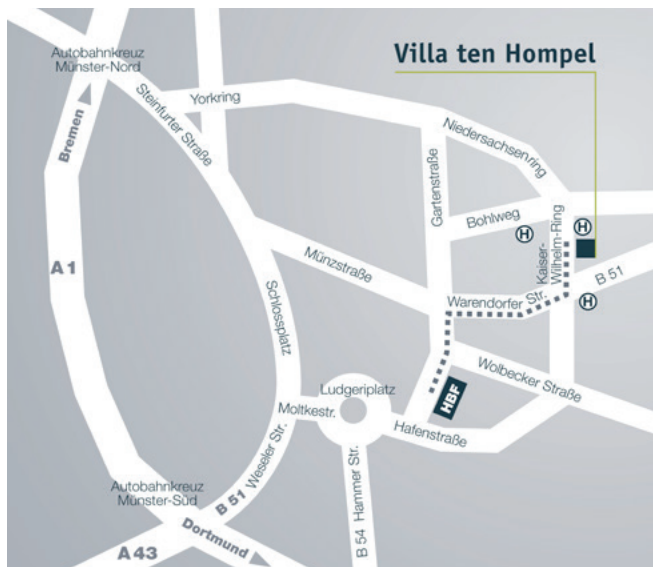 Villa ten Hompel
Autobahnkreuz
Münster-Nord
Steinfurter Straße
Yorkring
Bremen
Niedersachsenring
Gartenstraße
Bohlweg
H
H
Kaiser-
Wilhelm-Ring
A 1
Münzstraße
B 51
Schlossplatz
Warendorfer Str.
H
Wolbecker Straße
Ludgeriplatz
HBF
Moltkestr.
Hafenstraße
B 51 Weseler Str.
Autobahnkreuz
Münster-Süd
B 54 Hammer Str.
Dortmund
A 43